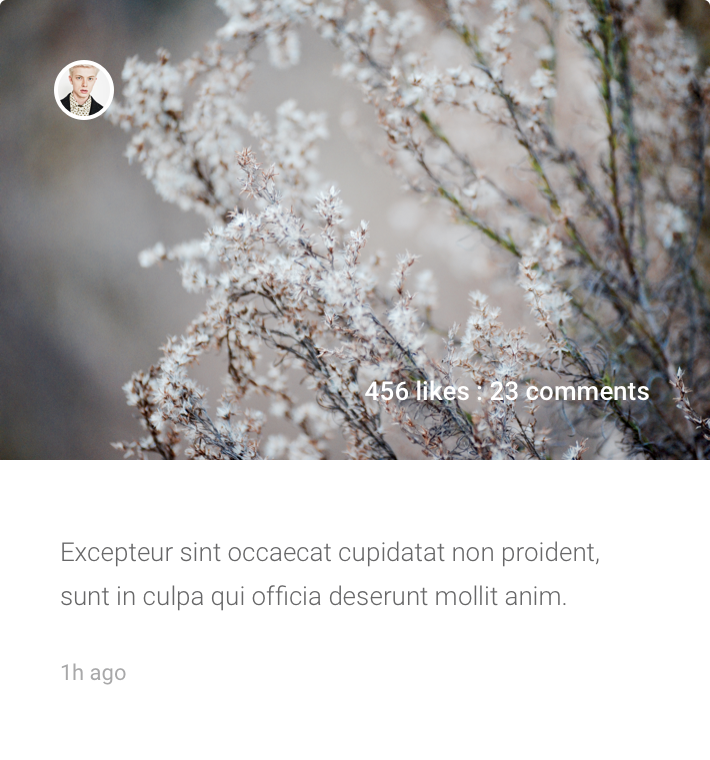 456 likes : 23 comments
Excepteur sint occaecat cupidatat non proident,
sunt in culpa qui officia deserunt mollit anim.
1h ago